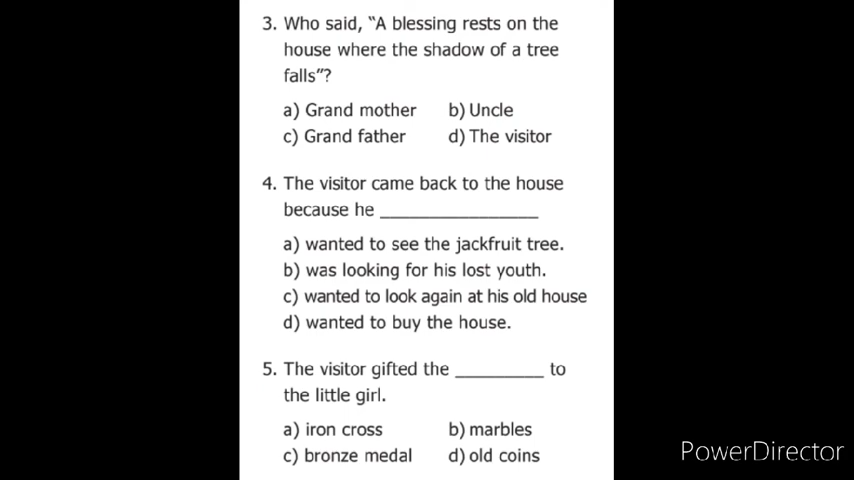 3. Who said, “A blessing rests on the
house where the shadow of a tree
falls”?
a) Grand mother b) Uncle
c) Grand father d) The visitor
4. The visitor came back to the house
because he ________________
a) wanted to see the jackfruit tree.
b) was looking for his lost youth.
c) wanted to look again at his old house
d) wanted to buy the house.
5. The visitor gifted the _________ to
the little girl.
a) iron cross b) marbles
c) bronze medal d) old coins
PowerDirector